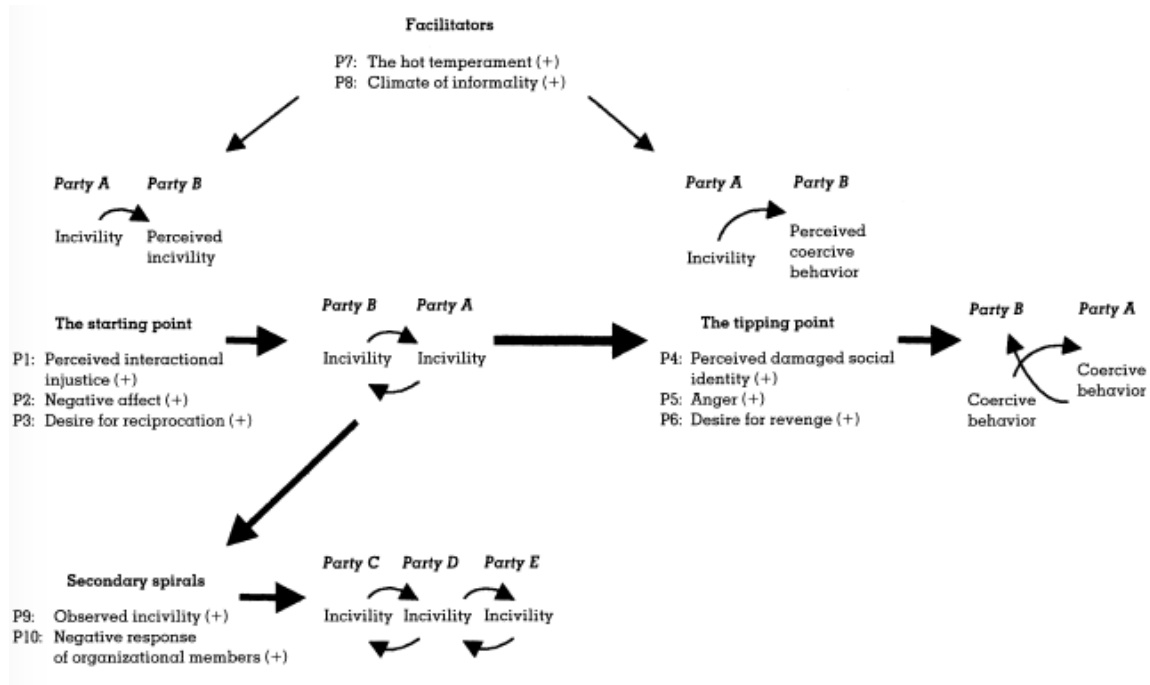 Facilitators
P7: The hot temperament (+)
P8: Climate of informality (+)
Party A Party B
Incivility Perceived
incivility
Party A Party B
Incivility Perceived
coercive
behavior
The starting point
P1: Perceived interactional
injustice (+)
P2: Negative affect (+)
P3: Desire for reciprocation (+)
Party B Party A
Incivility Incivility
The tipping point
P4: Perceived damaged social
identity (+)
P5: Anger (+)
P6: Desire for revenge (+)
Party B Party A
Coercive
behavior
Coercive
behavior
Secondary spirals
P9: Observed incivility (+)
P10: Negative response
of organizational members (+)
Party C Party D Party E
Incivility Incivility Incivility